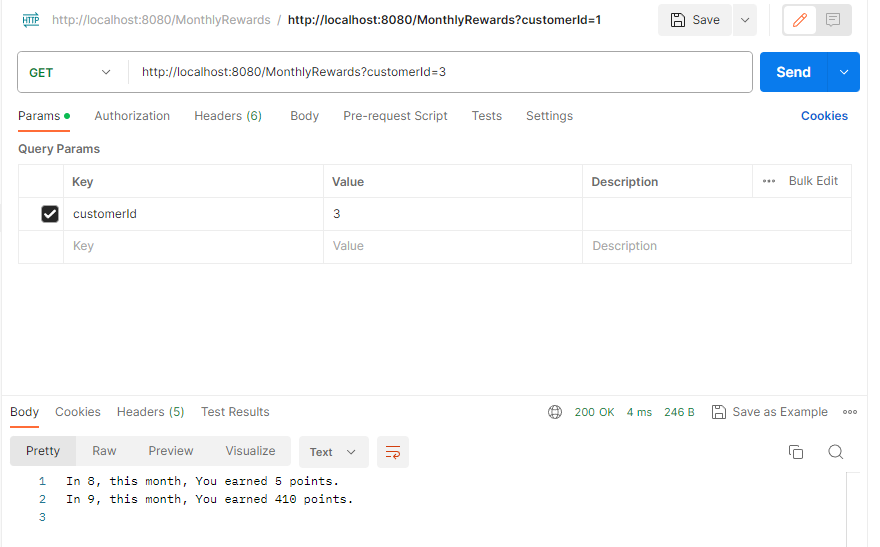 HTTP http://localhost:8080/MonthlyRewards / http://localhost:8080/MonthlyRewards?customerId=1 Save
GET http://localhost:8080/MonthlyRewards?customerId=3 Send
Params Authorization Headers (6) Body Pre-request Script Tests Settings Cookies
Query Params
Key Value Description Bulk Edit
customerId 3
Key Value Description
Body Cookies Headers (5) Test Results 200 OK 4 ms 246 B Save as Example
Pretty Raw Preview Visualize Text
1 In 8, this month, You earned 5 points.
2 In 9, this month, You earned 410 points.
3